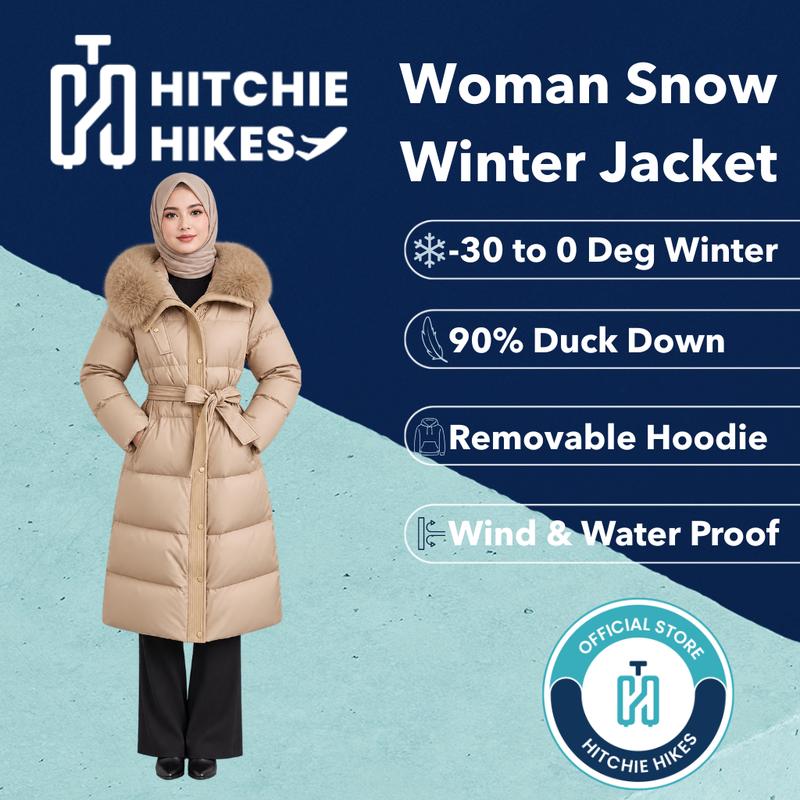 HITCHIE
HIKES
Woman Snow
Winter Jacket
-30 to 0 Deg Winter
90% Duck Down
Removable Hoodie
Wind & Water Proof
OFFICIAL STORE
HITCHIE HIKES